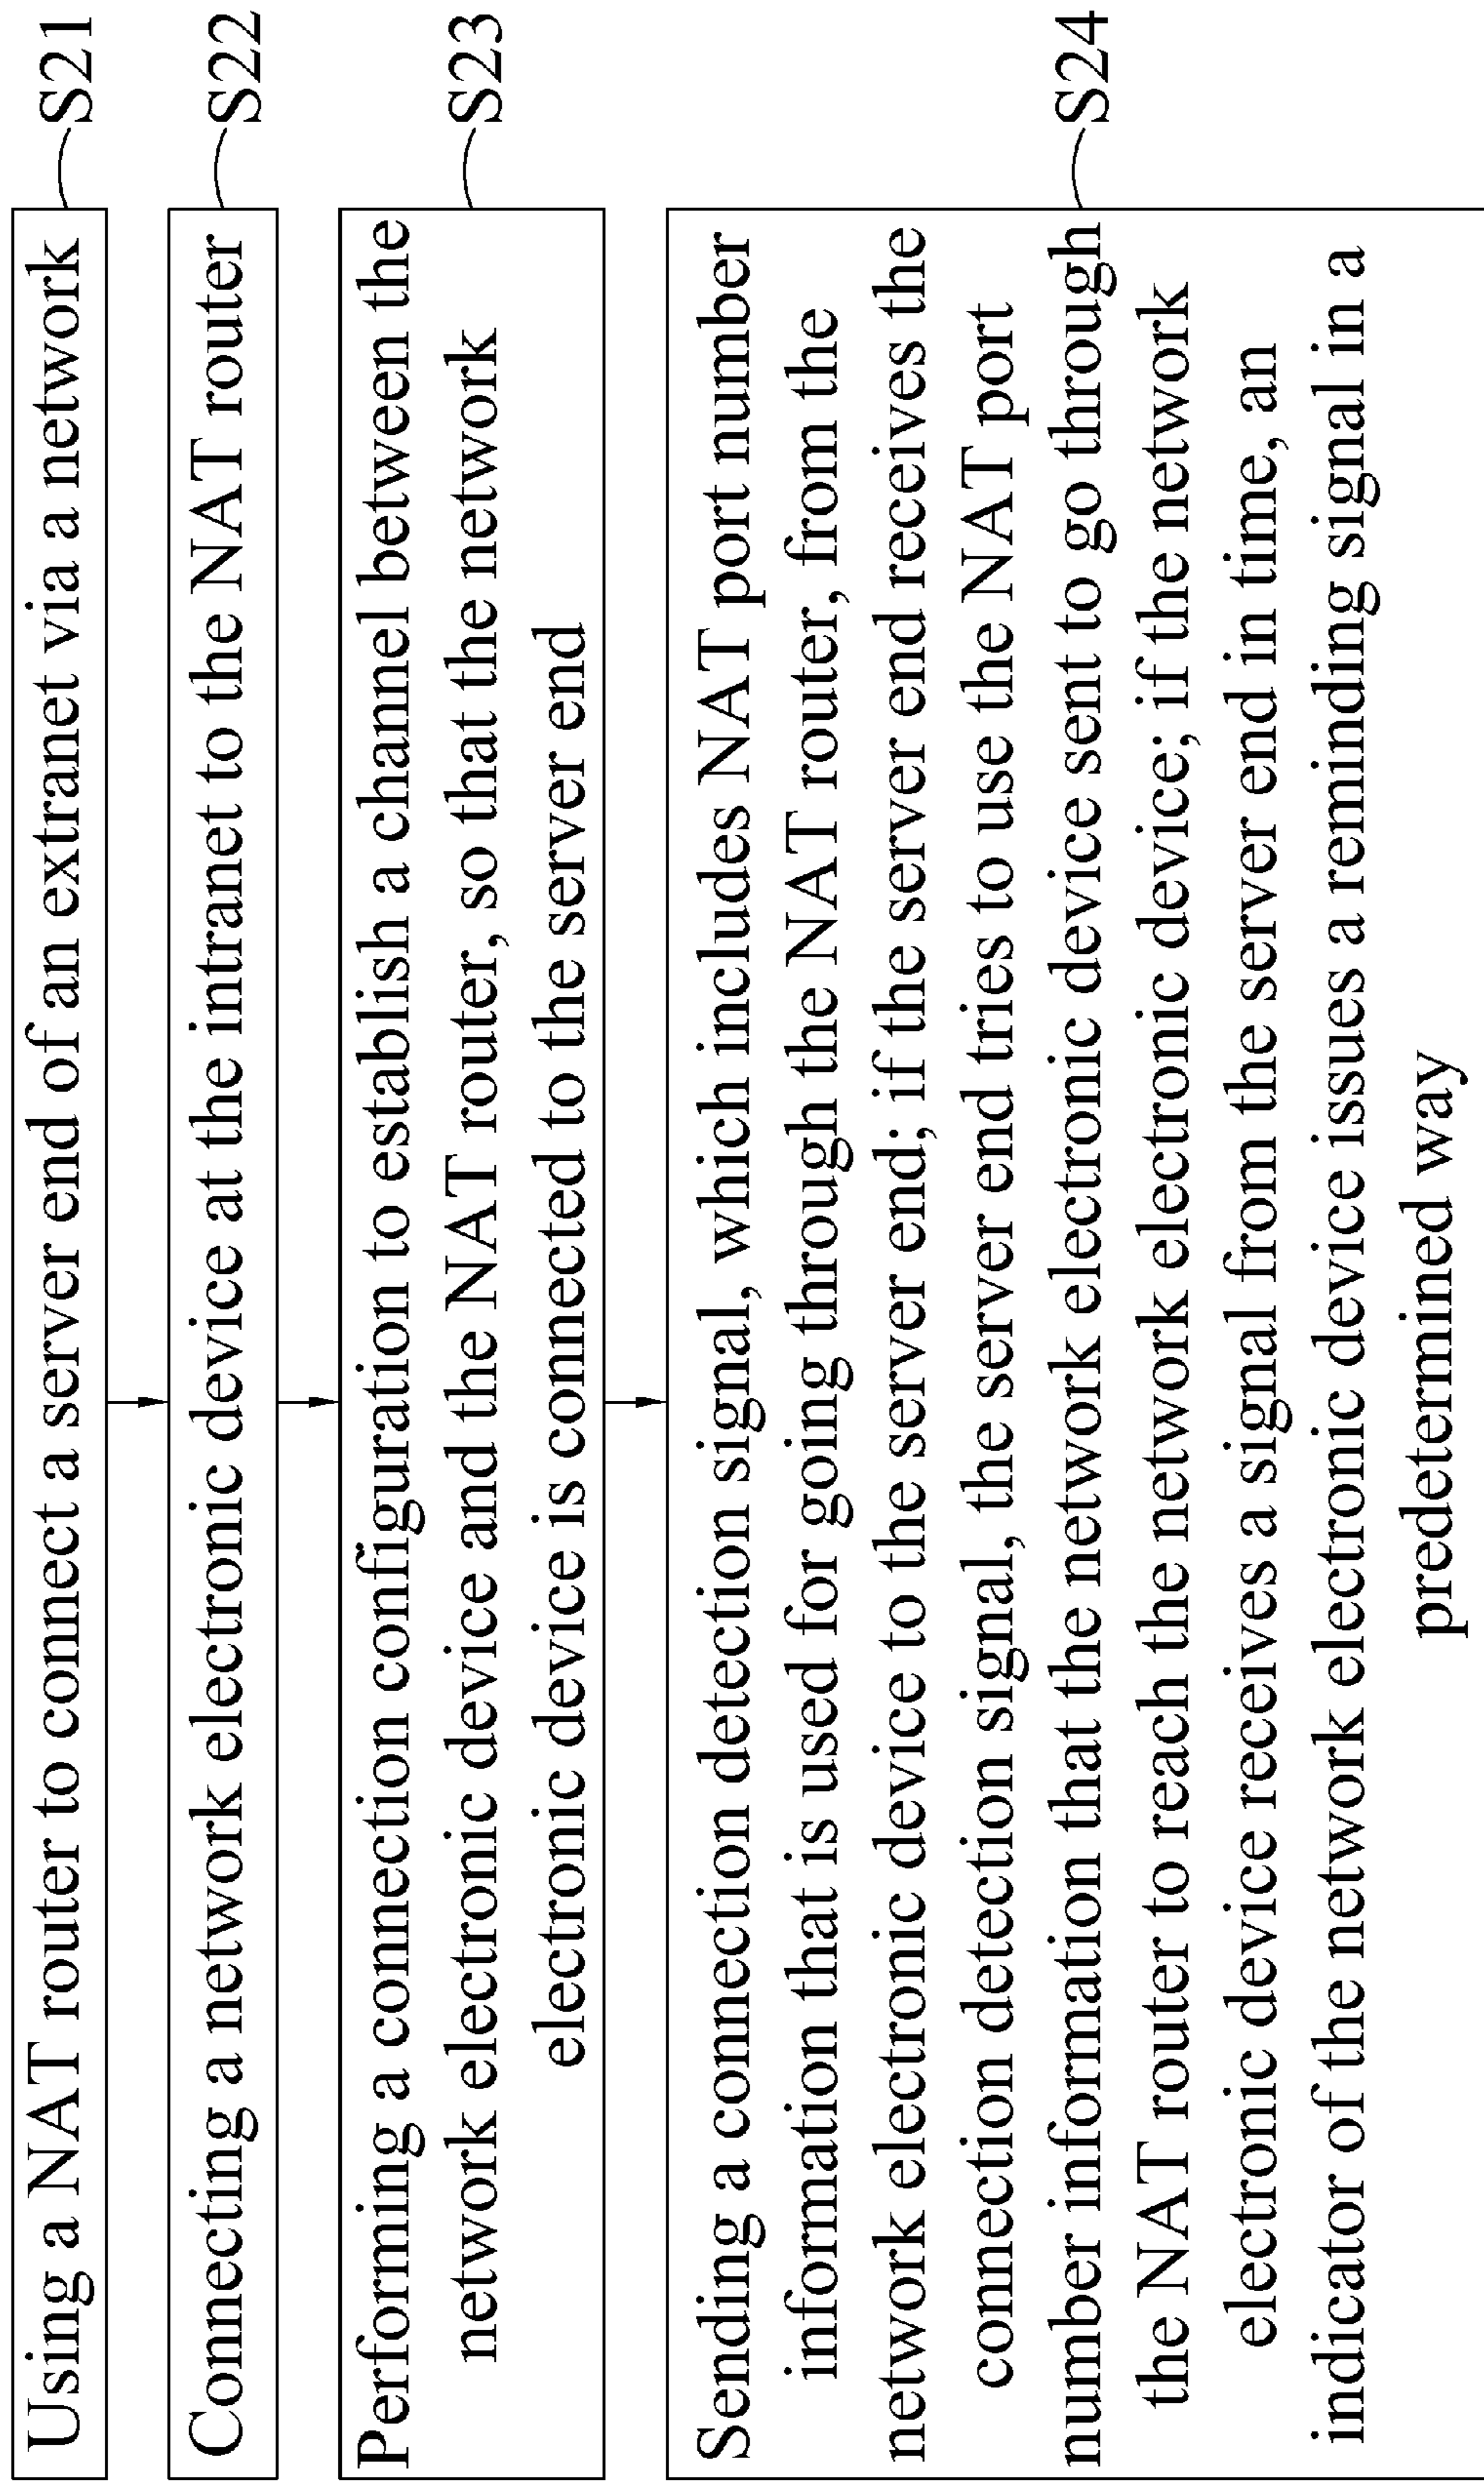 Using a NAT router to connect a server end of an extranet via a network
S21
Connecting a network electronic device at the intranet to the NAT router
S22
Performing a connection configuration to establish a channel between the
network electronic device and the NAT router, so that the network
electronic device is connected to the server end
S23
Sending a connection detection signal, which includes NAT port number
information that is used for going through the NAT router, from the
network electronic device to the server end; if the server end receives the
connection detection signal, the server end tries to use the NAT port
number information that the network electronic device sent to go through
the NAT router to reach the network electronic device; if the network
electronic device receives a signal from the server end in time, an
indicator of the network electronic device issues a reminding signal in a
predetermined way
S24